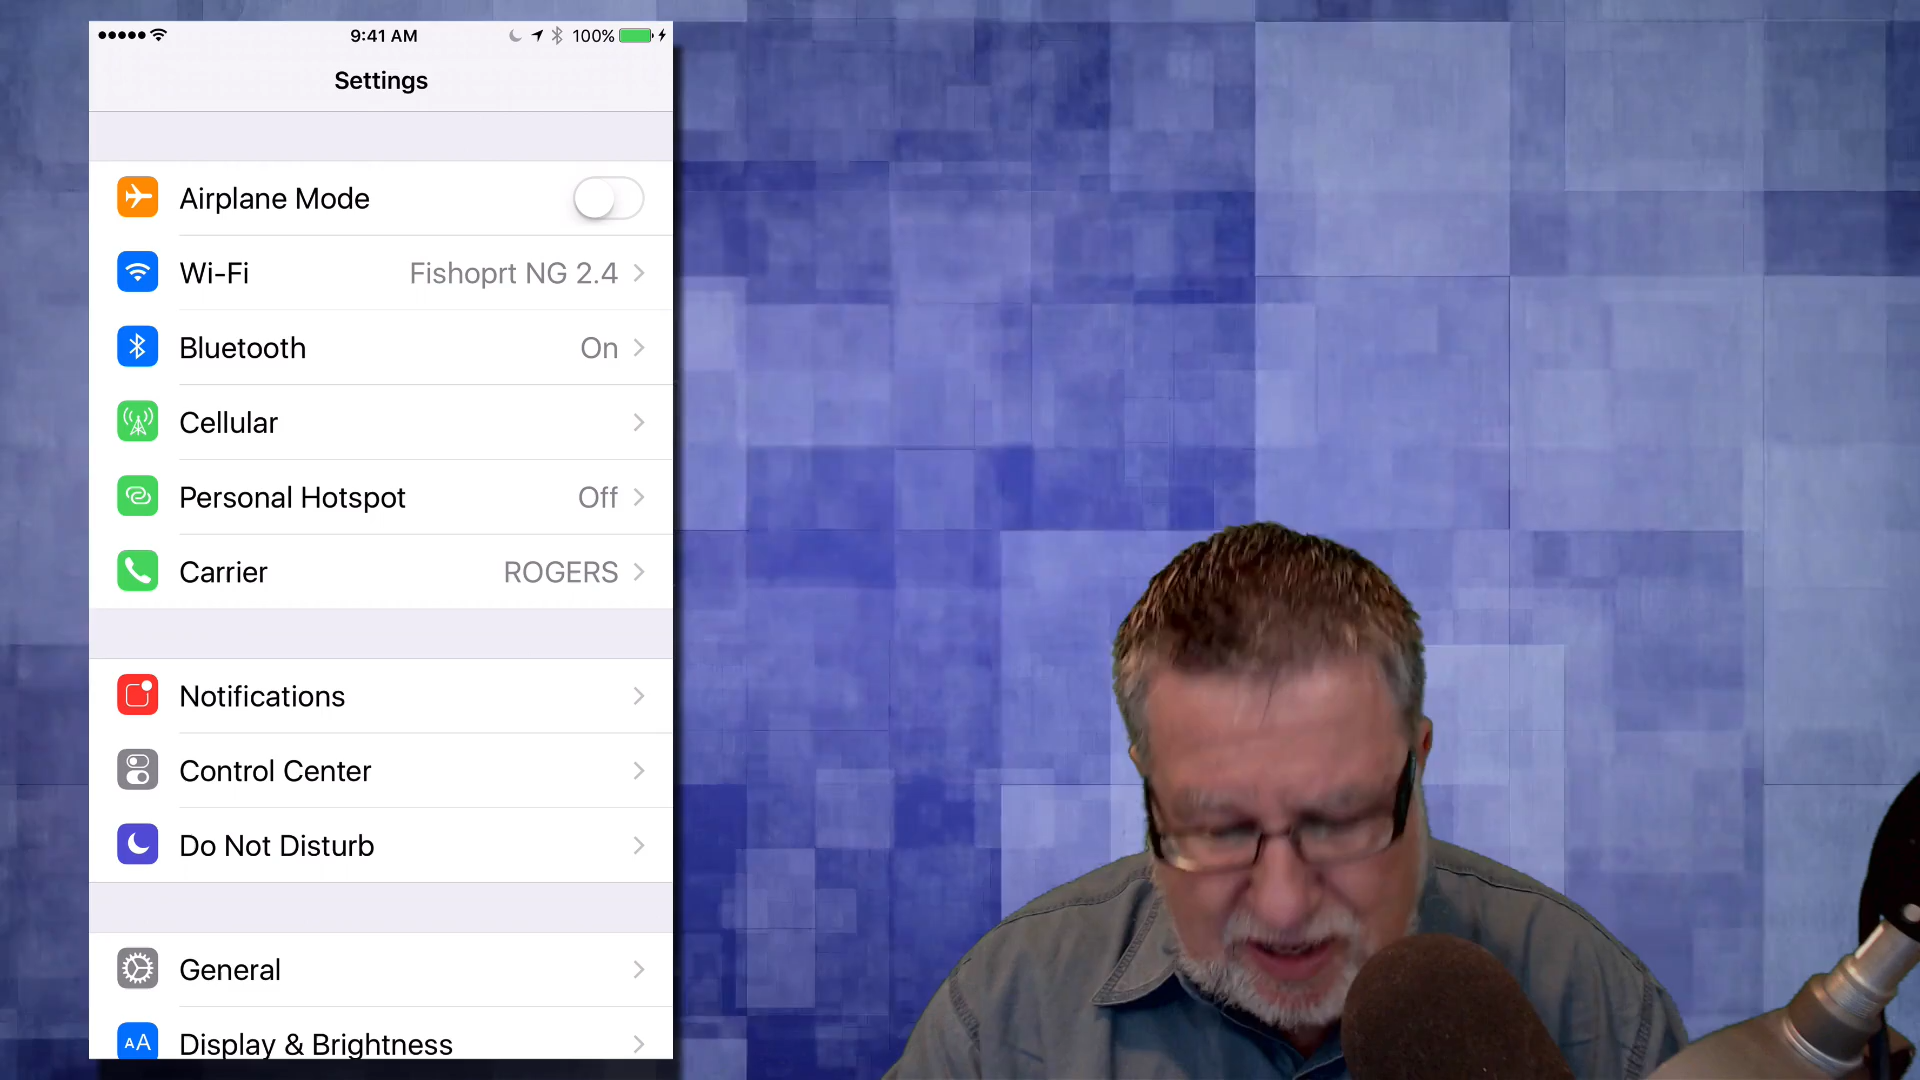 9:41 AM 100%
Settings
Airplane Mode
Wi-Fi Fishoprt NG 2.4
Bluetooth On
Cellular
Personal Hotspot Off
Carrier ROGERS
Notifications
Control Center
Do Not Disturb
General
AA Display & Brightness